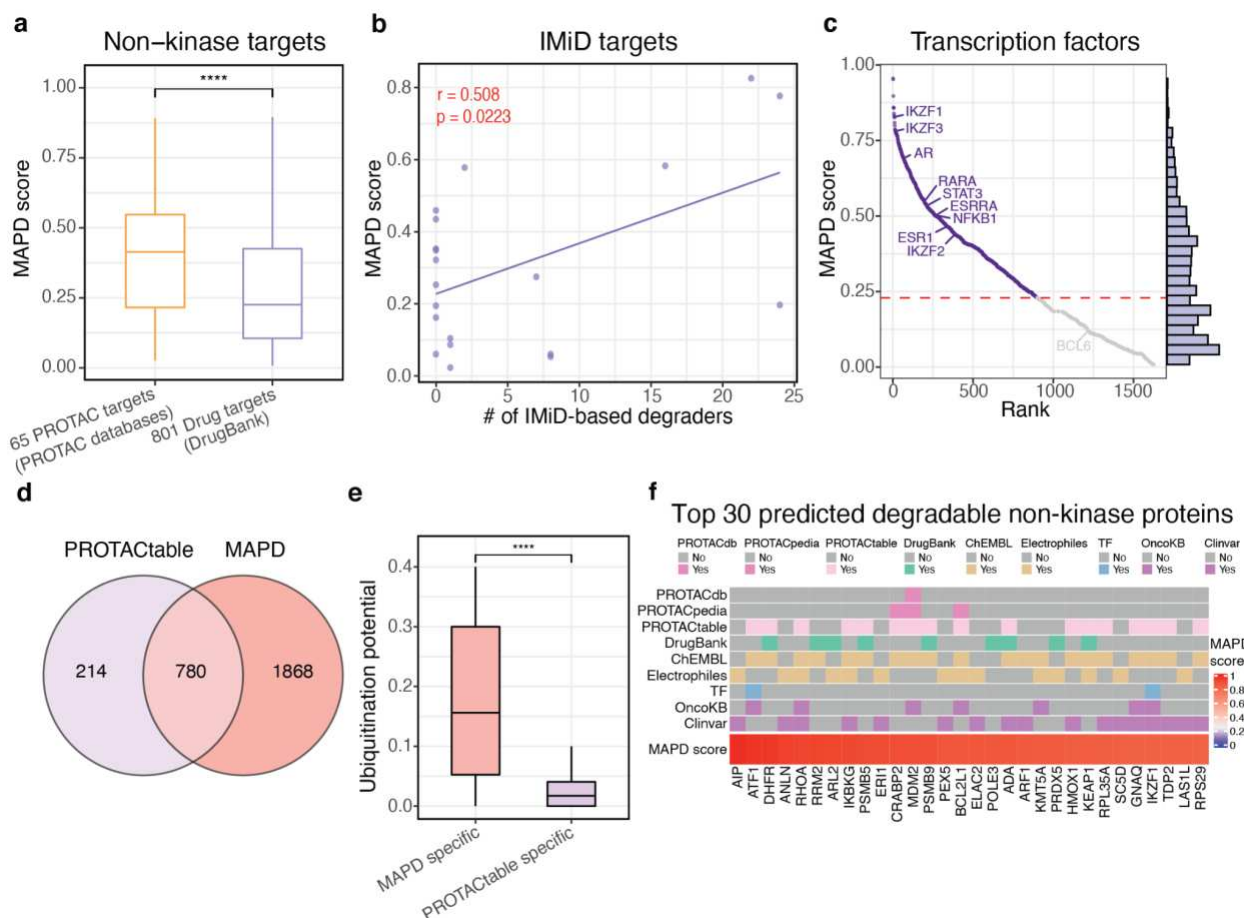 a
Non–kinase targets
MAPD score
1.00
0.75
0.50
0.25
0.00
****
65 PROTAC targets
(PROTAC databases)
801 Drug targets
(DrugBank)
b
IMiD targets
MAPD score
0.8
0.6
0.4
0.2
0.0
r = 0.508
p = 0.0223
0
5
10
15
20
25
# of IMiD-based degraders
c
Transcription factors
MAPD score
1.00
0.75
0.50
0.25
0.00
IKZF1
IKZF3
AR
RARA
STAT3
ESRRA
NFKB1
ESR1
IKZF2
BCL6
0
500
1000
1500
Rank
d
PROTACtable
MAPD
214
780
1868
e
Ubiquitination potential
0.4
0.3
0.2
0.1
0.0
****
MAPD specific
PROTACtable specific
f
Top 30 predicted degradable non-kinase proteins
PROTACdb
No
Yes
PROTACpedia
No
Yes
PROTACtable
No
Yes
DrugBank
No
Yes
ChEMBL
No
Yes
Electrophiles
No
Yes
TF
No
Yes
OncoKB
No
Yes
Clinvar
No
Yes
PROTACdb
PROTACpedia
PROTACtable
DrugBank
ChEMBL
Electrophiles
TF
OncoKB
Clinvar
MAPD score
MAPD
score
1
0.8
0.6
0.4
0.2
0
AIP
ATF1
DHFR
ANLN
RHOA
RRM2
ARL2
IKBKG
PSMB5
ERI1
CRABP2
MDM2
PSMB9
PEX5
BCL2L1
ELAC2
POLE3
ADA
ARF1
KMT5A
PRDX5
HMOX1
KEAP1
RPL35A
SC5D
GNAQ
IKZF1
TDP2
LAS1L
RPS29